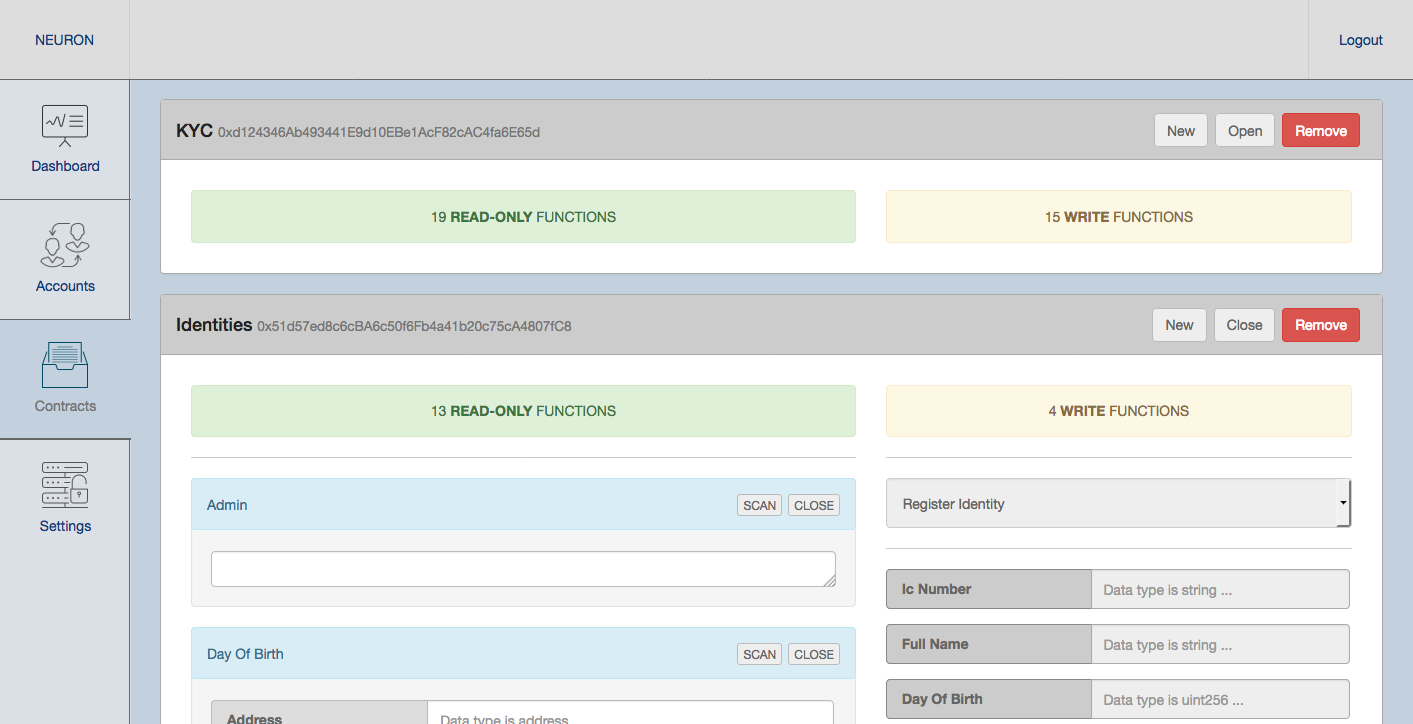 NEURON
Logout
Dashboard
Accounts
Contracts
Settings
KYC 0xd124346Ab493441E9d10EBe1AcF82cAC4fa6E65d
New Open Remove
19 READ-ONLY FUNCTIONS
15 WRITE FUNCTIONS
Identities 0x51d57ed8c6cBA6c50f6Fb4a41b20c75cA4807fC8
New Close Remove
13 READ-ONLY FUNCTIONS
4 WRITE FUNCTIONS
Admin SCAN CLOSE
Day Of Birth SCAN CLOSE
Address Data type is address
Register Identity
Ic Number Data type is string ...
Full Name Data type is string ...
Day Of Birth Data type is uint256 ...